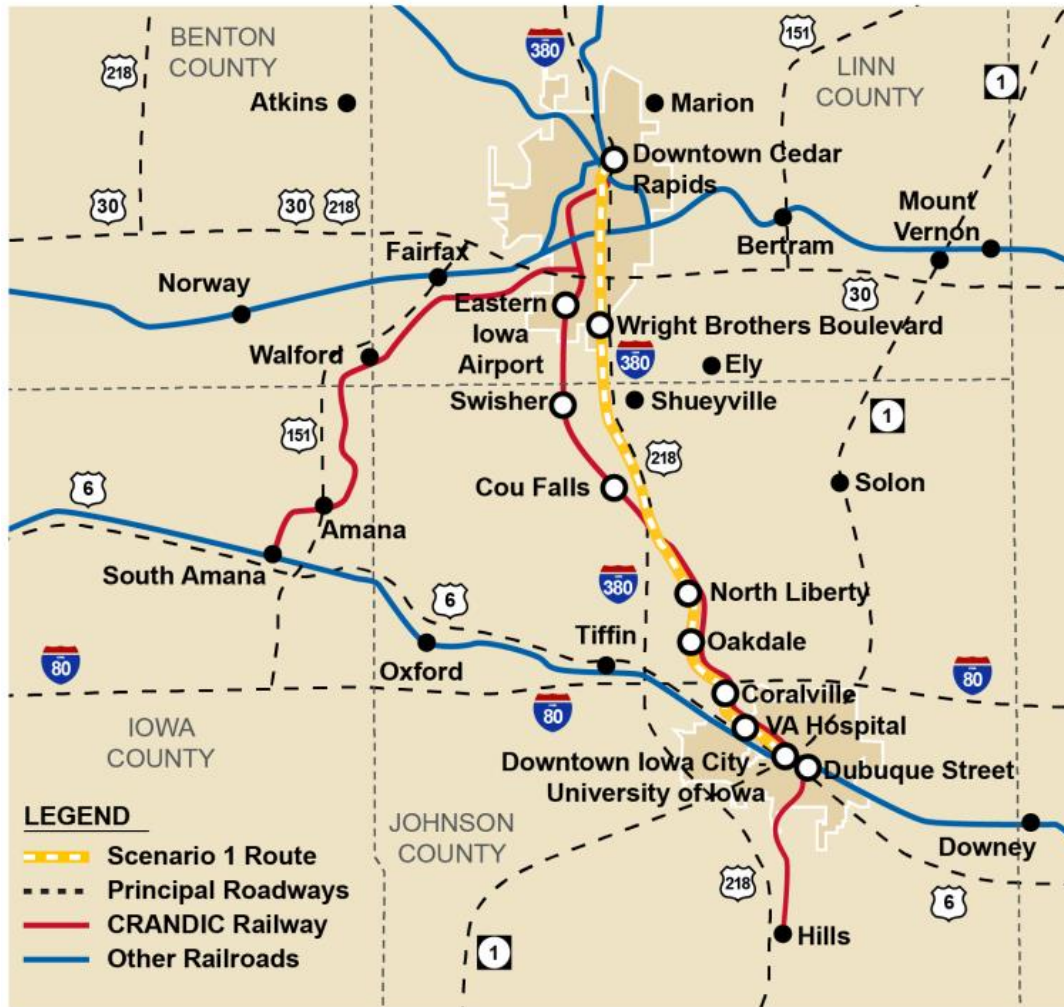 BENTON
COUNTY
218
380
151
LINN
COUNTY
1
Atkins
Marion
Downtown Cedar
Rapids
30
30
218
Fairfax
Bertram
Mount
Vernon
Norway
Eastern
Iowa
Airport
Wright Brothers Boulevard
30
Walford
380
Ely
Swisher
Shueyville
1
151
218
6
Cou Falls
Solon
Amana
South Amana
380
North Liberty
6
Tiffin
Oakdale
80
Oxford
80
Coralville
80
VA Hospital
IOWA
COUNTY
Downtown Iowa City -
University of Iowa
Dubuque Street
LEGEND
JOHNSON
COUNTY
Downey
Scenario 1 Route
Principal Roadways
218
6
CRANDIC Railway
Hills
Other Railroads
1